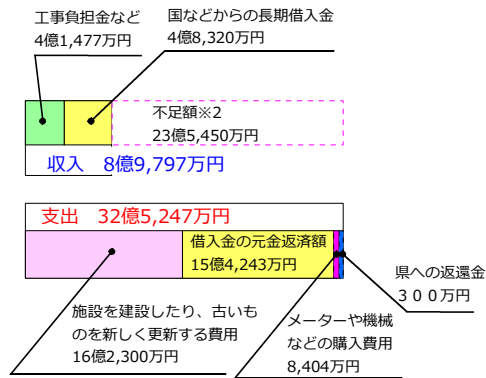 工事負担金など
4億1,477万円
国などからの長期借入金
4億8,320万円
不足額※2
23億5,450万円
収入　8億9,797万円
支出　32億5,247万円
借入金の元金返済額
15億4,243万円
県への返還金
３００万円
施設を建設したり、古いも
のを新しく更新する費用
16億2,300万円
メーターや機械
などの購入費用
8,404万円